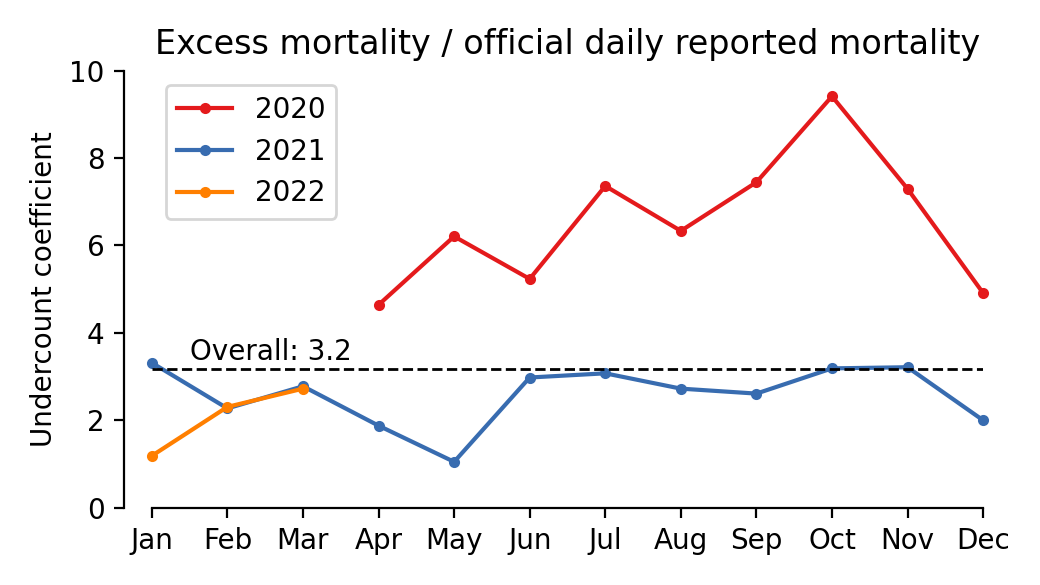 Excess mortality / official daily reported mortality
Undercount coefficient
10
8
6
4
2
0
2020
2021
2022
Overall: 3.2
Jan Feb Mar Apr May Jun Jul Aug Sep Oct Nov Dec